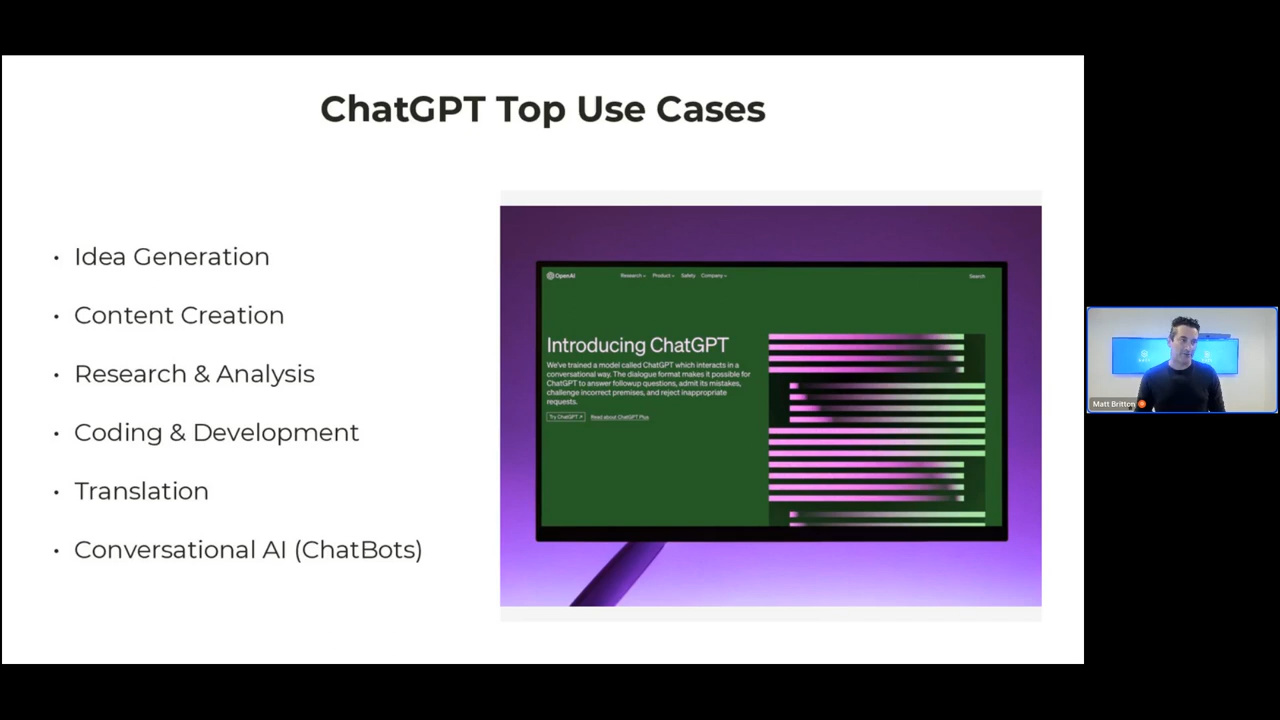 ChatGPT Top Use Cases
• Idea Generation
• Content Creation
• Research & Analysis
• Coding & Development
• Translation
• Conversational AI (ChatBots)
OpenAI
Research
Product
Safety
Company
Search
Introducing ChatGPT
We've trained a model called ChatGPT which interacts in a
conversational way. The dialogue format makes it possible for
ChatGPT to answer followup questions, admit its mistakes,
challenge incorrect premises, and reject inappropriate
requests.
Try ChatGPT ↗
Read about ChatGPT Plus
Matt Britton